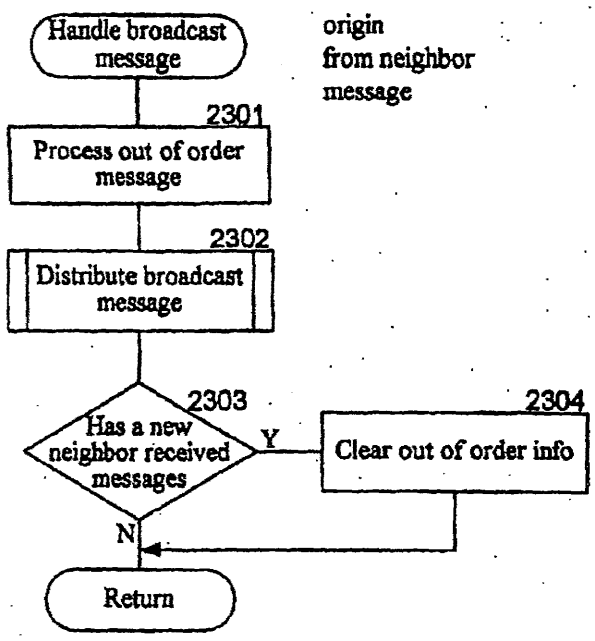 Handle broadcast
message
origin
from neighbor
message
2301
Process out of order
message
2302
Distribute broadcast
message
2303
Has a new
neighbor received
messages
Y
N
2304
Clear out of order info
Return